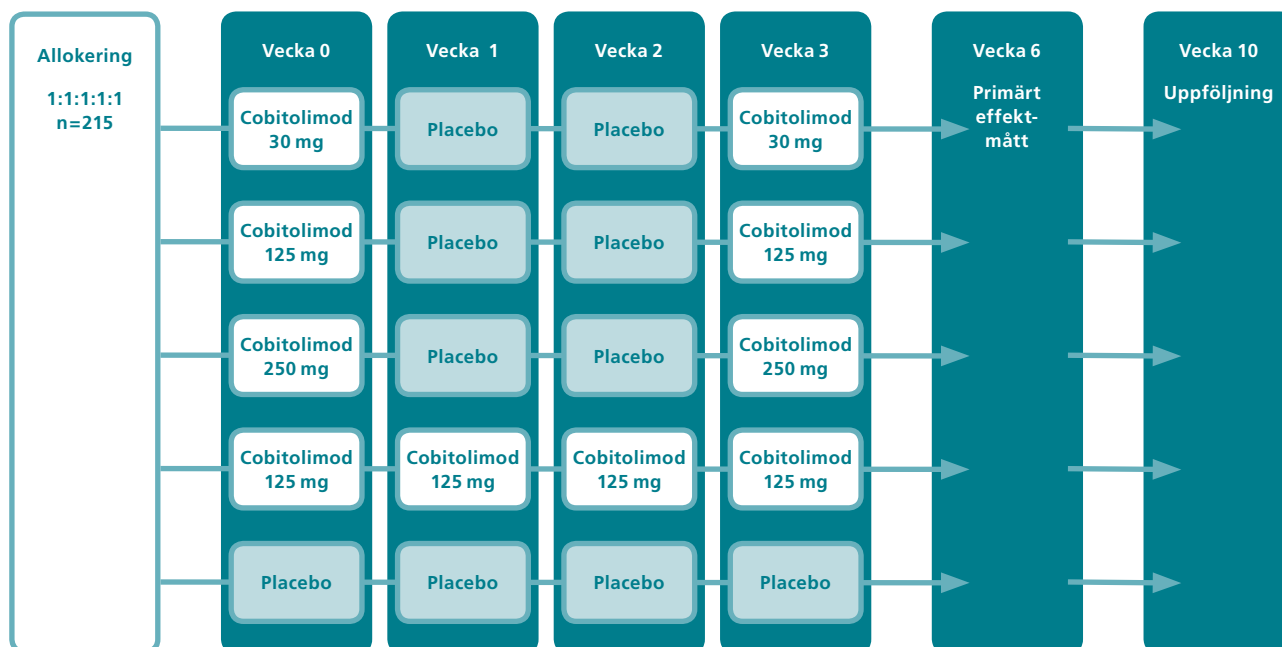 Allokering
1:1:1:1:1
n=215
Vecka 0
Vecka 1
Vecka 2
Vecka 3
Vecka 6
Primärt
effekt-
mått
Vecka 10
Uppföljning
Cobitolimod
30 mg
Placebo
Placebo
Cobitolimod
30 mg
Cobitolimod
125 mg
Placebo
Placebo
Cobitolimod
125 mg
Cobitolimod
250 mg
Placebo
Placebo
Cobitolimod
250 mg
Cobitolimod
125 mg
Cobitolimod
125 mg
Cobitolimod
125 mg
Cobitolimod
125 mg
Placebo
Placebo
Placebo
Placebo